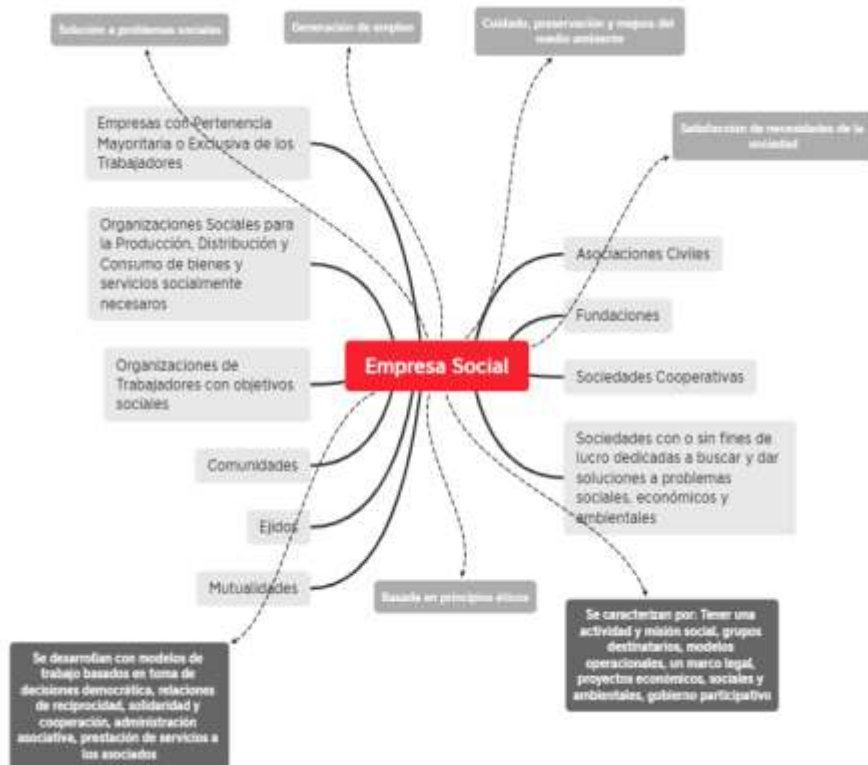 Solución a problemas sociales
Generación de empleo
Cuidado, preservación y mejora del
medio ambiente
Satisfacción de necesidades de la
sociedad
Empresas con Pertenencia
Mayoritaria o Exclusiva de los
Trabajadores
Organizaciones Sociales para
la Producción, Distribución y
Consumo de bienes y
servicios socialmente
necesaros
Organizaciones de
Trabajadores con objetivos
sociales
Comunidades
Ejidos
Mutualidades
Empresa Social
Asociaciones Civiles
Fundaciones
Sociedades Cooperativas
Sociedades con o sin fines de
lucro dedicadas a buscar y dar
soluciones a problemas
sociales, económicos y
ambientales
Basada en principios éticos
Se desarrollan con modelos de
trabajo basados en toma de
decisiones democrática, relaciones
de reciprocidad, solidaridad y
cooperación, administración
asociativa, prestación de servicios a
los asociados
Se caracterizan por: Tener una
actividad y misión social, grupos
destinatarios, modelos
operacionales, un marco legal,
proyectos económicos, sociales y
ambientales, gobierno participativo